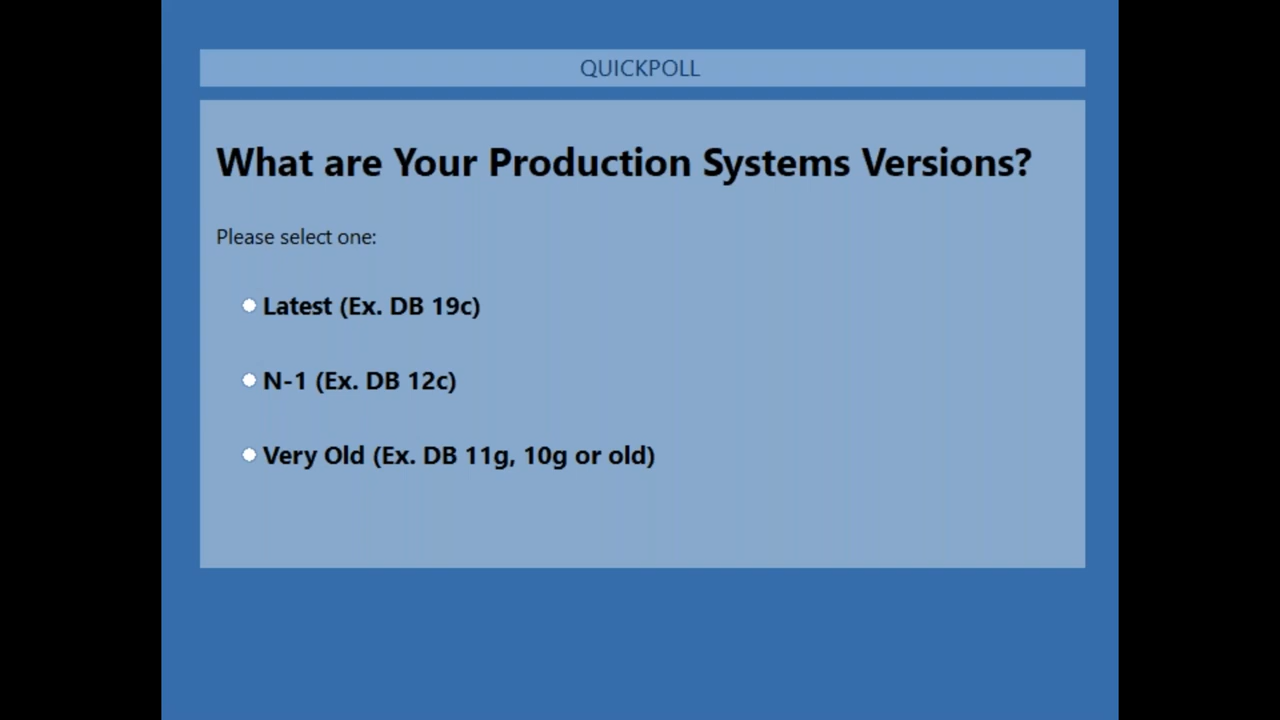 QUICKPOLL
What are Your Production Systems Versions?
Please select one:
Latest (Ex. DB 19c)
N-1 (Ex. DB 12c)
Very Old (Ex. DB 11g, 10g or old)